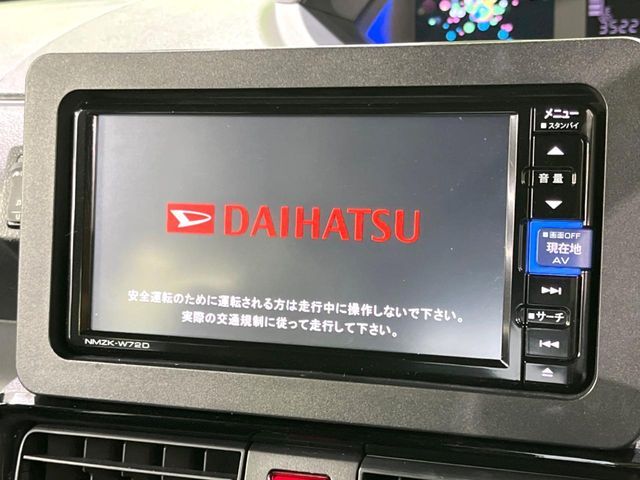 3522
メニュー
■ スタンバイ
音量
DAIHATSU
■ 画面OFF
現在地
AV
安全運転のために運転される方は走行中に操作しないで下さい。
実際の交通規制に従って走行して下さい。
■ サーチ
NMZK-W72D